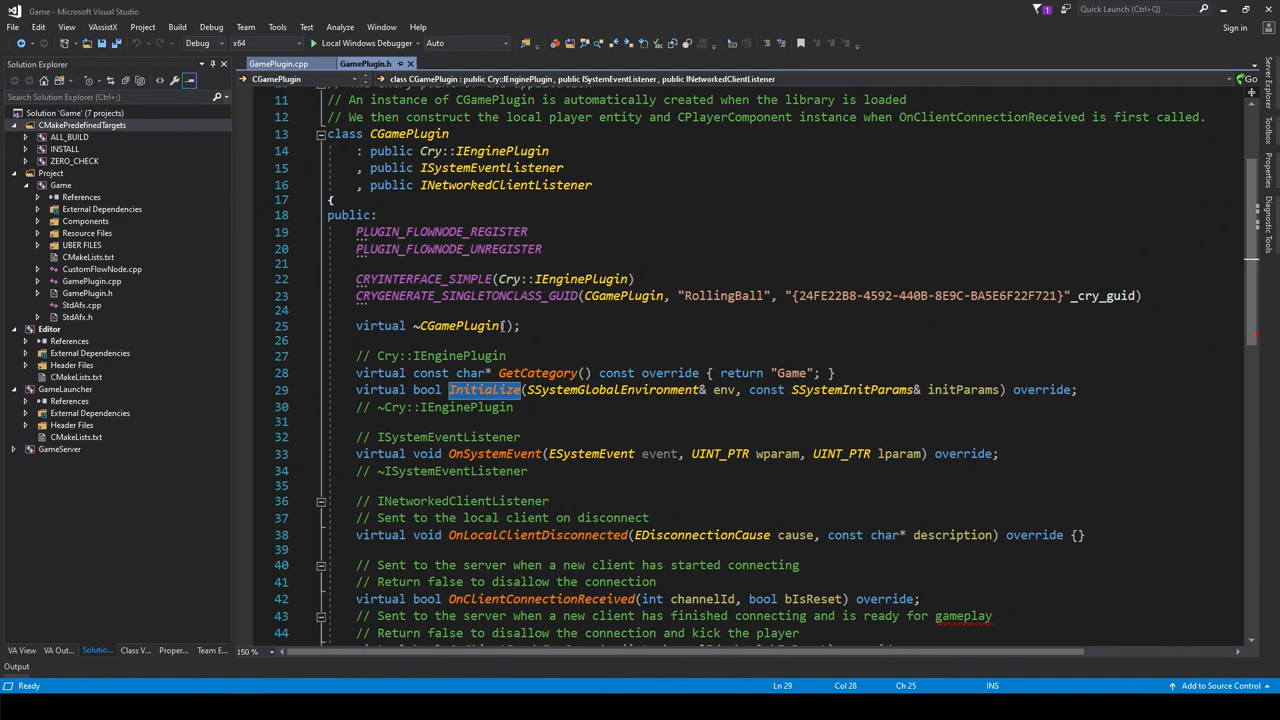 Game - Microsoft Visual Studio
1
Quick Launch (Ctrl+Q)
File Edit View VAssistX Project Build Debug Team Tools Test Analyze Window Help
Sign in
Debug x64 Local Windows Debugger Auto
Solution Explorer
GamePlugin.cpp GamePlugin.h
CGamePlugin class CGamePlugin : public Cry::IEnginePlugin , public ISystemEventListener , public INetworkedClientListener Go
Search Solution Explorer (Ctrl+;)
Solution 'Game' (7 projects)
CMakePredefinedTargets
ALL_BUILD
INSTALL
ZERO_CHECK
Project
Game
References
External Dependencies
Components
Resource Files
UBER FILES
CMakeLists.txt
CustomFlowNode.cpp
GamePlugin.cpp
GamePlugin.h
StdAfx.cpp
StdAfx.h
Editor
References
External Dependencies
Header Files
GameLauncher
References
External Dependencies
Header Files
CMakeLists.txt
GameServer
VA View VA Out... Solutio... Class V... Proper... Team E...
11 // An instance of CGamePlugin is automatically created when the library is loaded
12 // We then construct the local player entity and CPlayerComponent instance when OnClientConnectionReceived is first called.
13 class CGamePlugin
14 : public Cry::IEnginePlugin
15 , public ISystemEventListener
16 , public INetworkedClientListener
17 {
18 public:
19 PLUGIN_FLOWNODE_REGISTER
20 PLUGIN_FLOWNODE_UNREGISTER
21
22 CRYINTERFACE_SIMPLE(Cry::IEnginePlugin)
23 CRYGENERATE_SINGLETONCLASS_GUID(CGamePlugin, "RollingBall", "{24FE22B8-4592-440B-8E9C-BA5E6F22F721}"_cry_guid)
24
25 virtual ~CGamePlugin();
26
27 // Cry::IEnginePlugin
28 virtual const char* GetCategory() const override { return "Game"; }
29 virtual bool Initialize(SSystemGlobalEnvironment& env, const SSystemInitParams& initParams) override;
30 // ~Cry::IEnginePlugin
31
32 // ISystemEventListener
33 virtual void OnSystemEvent(ESystemEvent event, UINT_PTR wparam, UINT_PTR lparam) override;
34 // ~ISystemEventListener
35
36 // INetworkedClientListener
37 // Sent to the local client on disconnect
38 virtual void OnLocalClientDisconnected(EDisconnectionCause cause, const char* description) override {}
39
40 // Sent to the server when a new client has started connecting
41 // Return false to disallow the connection
42 virtual bool OnClientConnectionReceived(int channelId, bool bIsReset) override;
43 // Sent to the server when a new client has finished connecting and is ready for gameplay
44 // Return false to disallow the connection and kick the player
150 %
Toolbox
Properties
Diagnostic Tools
Output
Ready Ln 29 Col 28 Ch 25 INS Add to Source Control